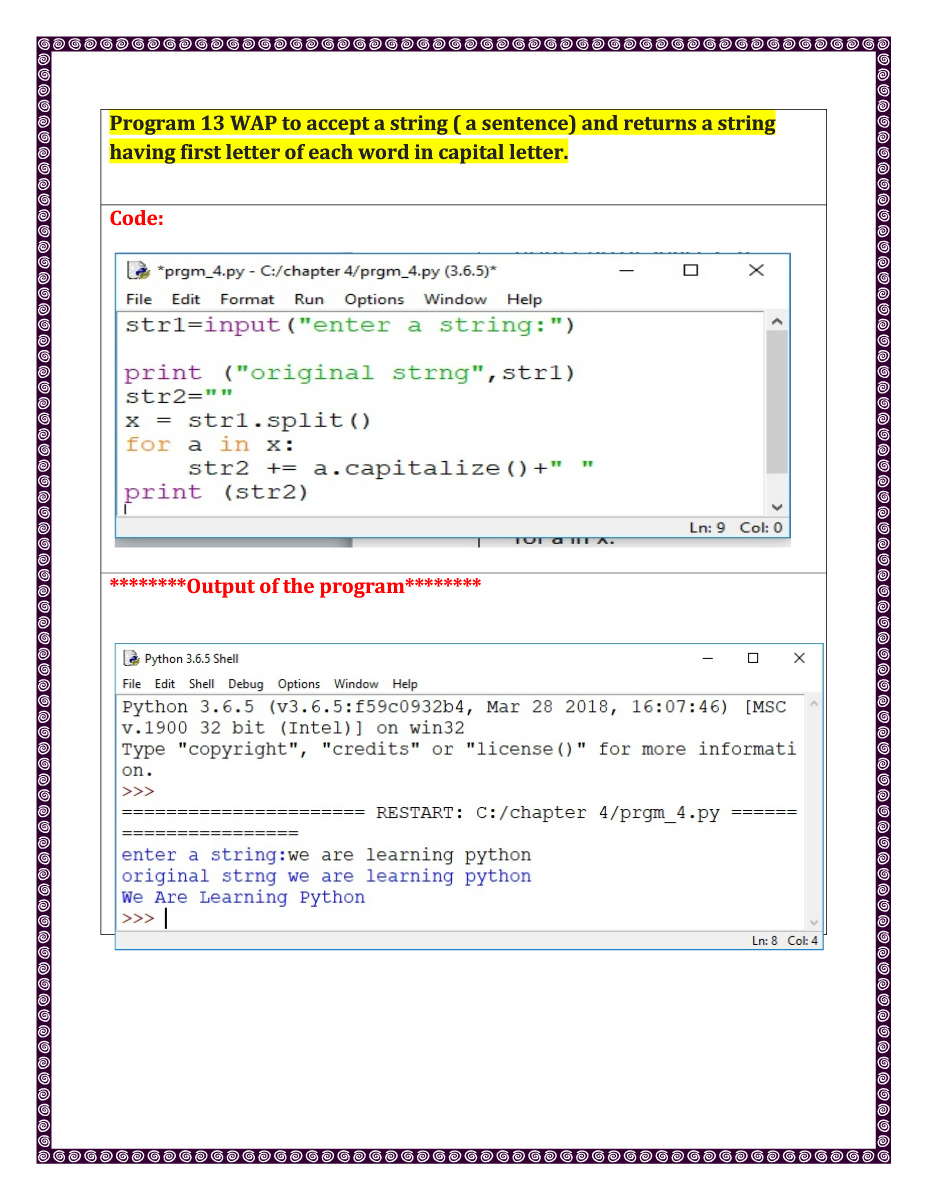 Program 13 WAP to accept a string ( a sentence) and returns a string
having first letter of each word in capital letter.
Code:
*prgm_4.py - C:/chapter 4/prgm_4.py (3.6.5)*
File Edit Format Run Options Window Help
str1=input("enter a string:")
print ("original strng",str1)
str2=""
x = str1.split()
for a in x:
    str2 += a.capitalize()+" "
print (str2)
Ln: 9 Col: 0
for a in x:
********Output of the program********
Python 3.6.5 Shell
File Edit Shell Debug Options Window Help
Python 3.6.5 (v3.6.5:f59c0932b4, Mar 28 2018, 16:07:46) [MSC
v.1900 32 bit (Intel)] on win32
Type "copyright", "credits" or "license()" for more informati
on.
>>>
====================== RESTART: C:/chapter 4/prgm_4.py ======
================
enter a string:we are learning python
original strng we are learning python
We Are Learning Python
>>>
Ln: 8 Col: 4